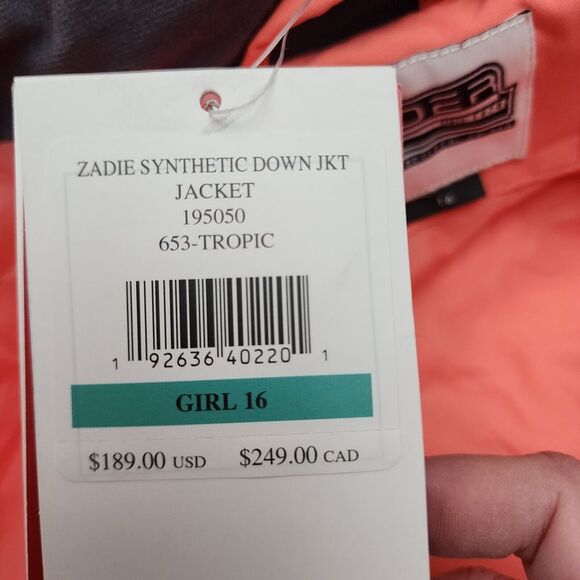 ZADIE SYNTHETIC DOWN JKT
JACKET
195050
653-TROPIC
1 92636 40220 1
GIRL 16
$189.00 USD $249.00 CAD